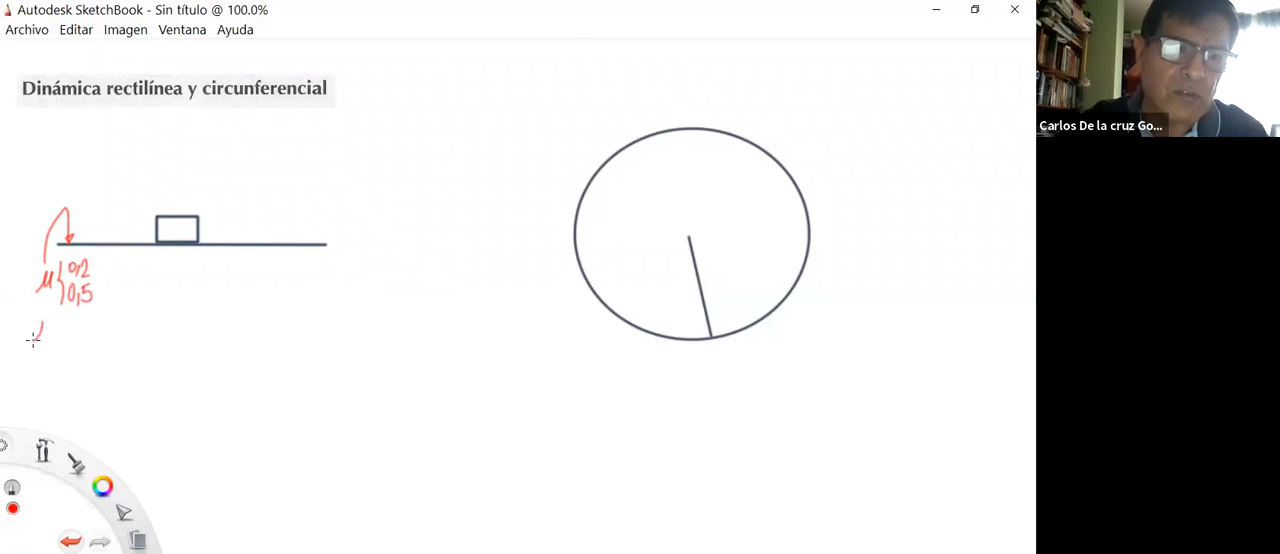 Autodesk SketchBook - Sin título @ 100.0%
Archivo Editar Imagen Ventana Ayuda
Carlos De la cruz Go...
Dinámica rectilínea y circunferencial
μ { 0,2
0,5